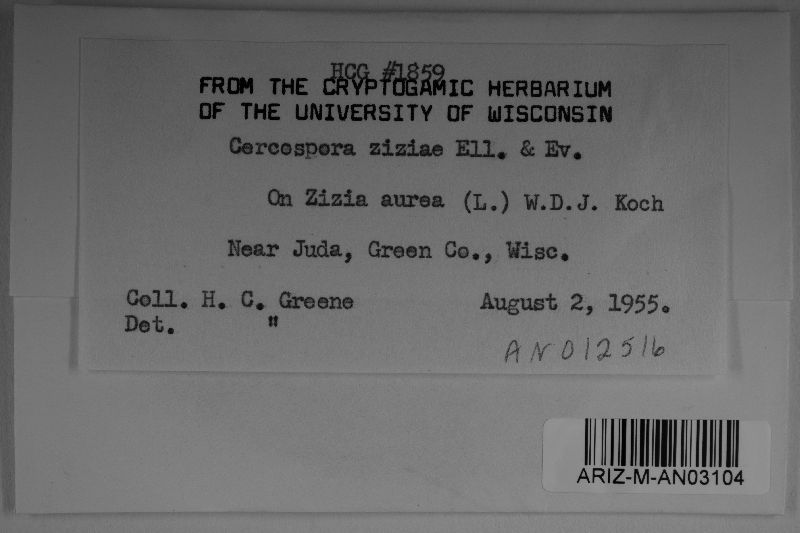 HCG #1859
FROM THE CRYPTOGAMIC HERBARIUM
OF THE UNIVERSITY OF WISCONSIN
Cercospora ziziae Ell. & Ev.
On Zizia aurea (L.) W.D.J. Koch
Near Juda, Green Co., Wisc.
Coll. H. C. Greene August 2, 1955.
Det. "
AN012516
ARIZ-M-AN03104